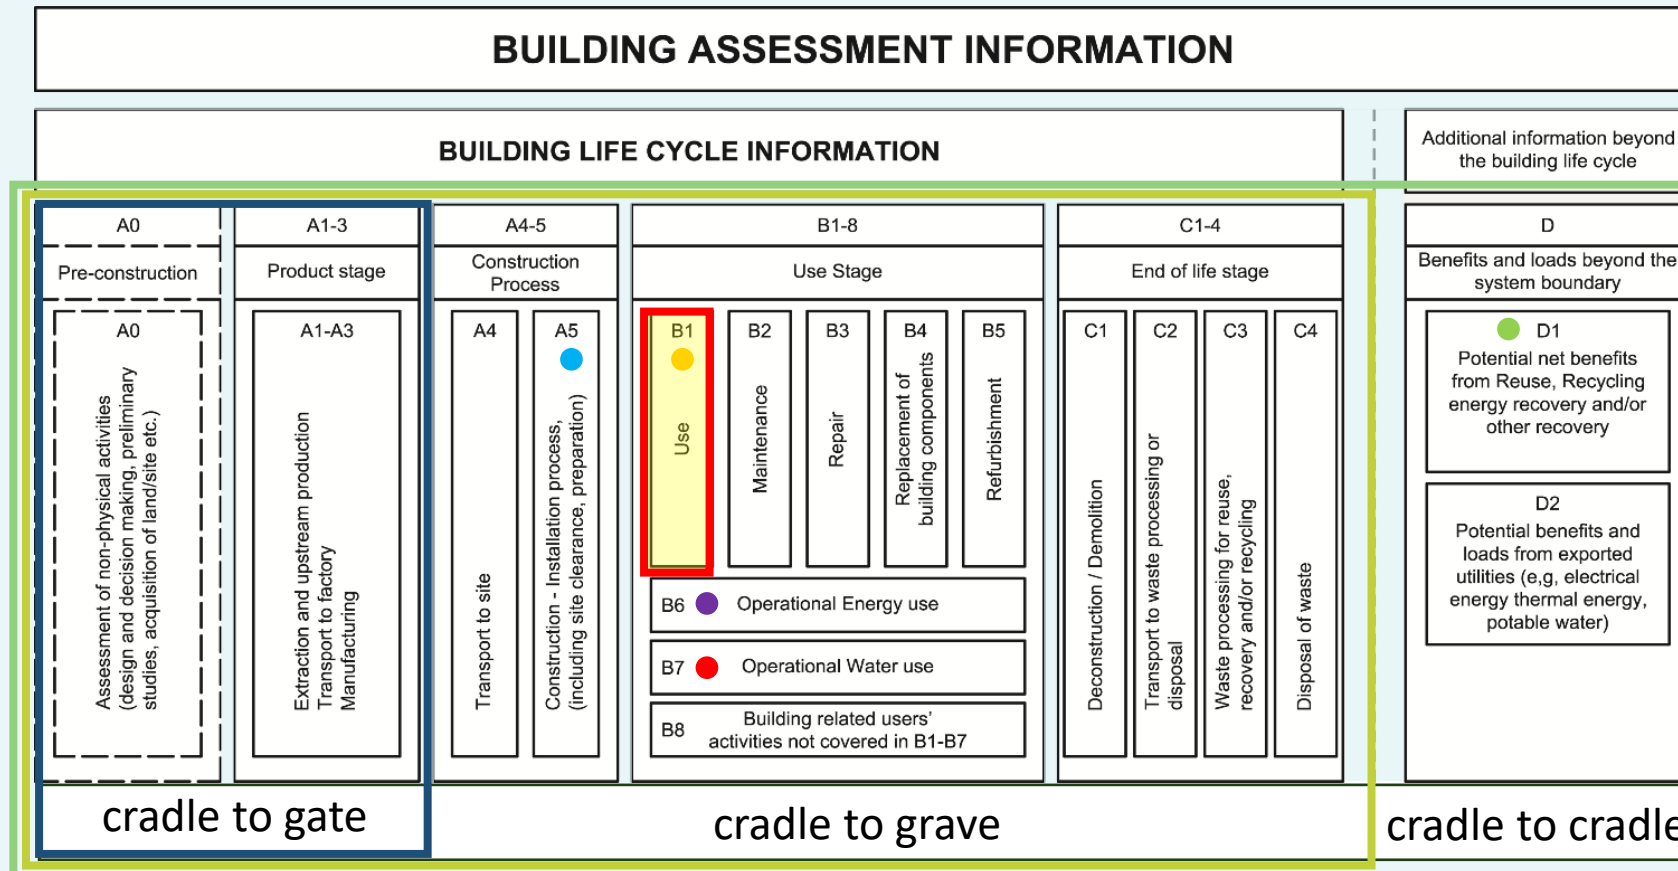 BUILDING ASSESSMENT INFORMATION
BUILDING LIFE CYCLE INFORMATION
Additional information beyond
the building life cycle
A0
Pre-construction
A0
Assessment of non-physical activities
(design and decision making, preliminary
studies, acquisition of land/site etc.)
A1-3
Product stage
A1-A3
Extraction and upstream production
Transport to factory
Manufacturing
A4-5
Construction
Process
A4
Transport to site
A5
Construction - Installation process,
(including site clearance, preparation)
B1-8
Use Stage
B1
Use
B2
Maintenance
B3
Repair
B4
Replacement of
building components
B5
Refurbishment
B6
Operational Energy use
B7
Operational Water use
B8
Building related users'
activities not covered in B1-B7
C1-4
End of life stage
C1
Deconstruction / Demolition
C2
Transport to waste processing or
disposal
C3
Waste processing for reuse,
recovery and/or recycling
C4
Disposal of waste
D
Benefits and loads beyond the
system boundary
D1
Potential net benefits
from Reuse, Recycling
energy recovery and/or
other recovery
D2
Potential benefits and
loads from exported
utilities (e,g, electrical
energy thermal energy,
potable water)
cradle to gate
cradle to grave
cradle to cradle